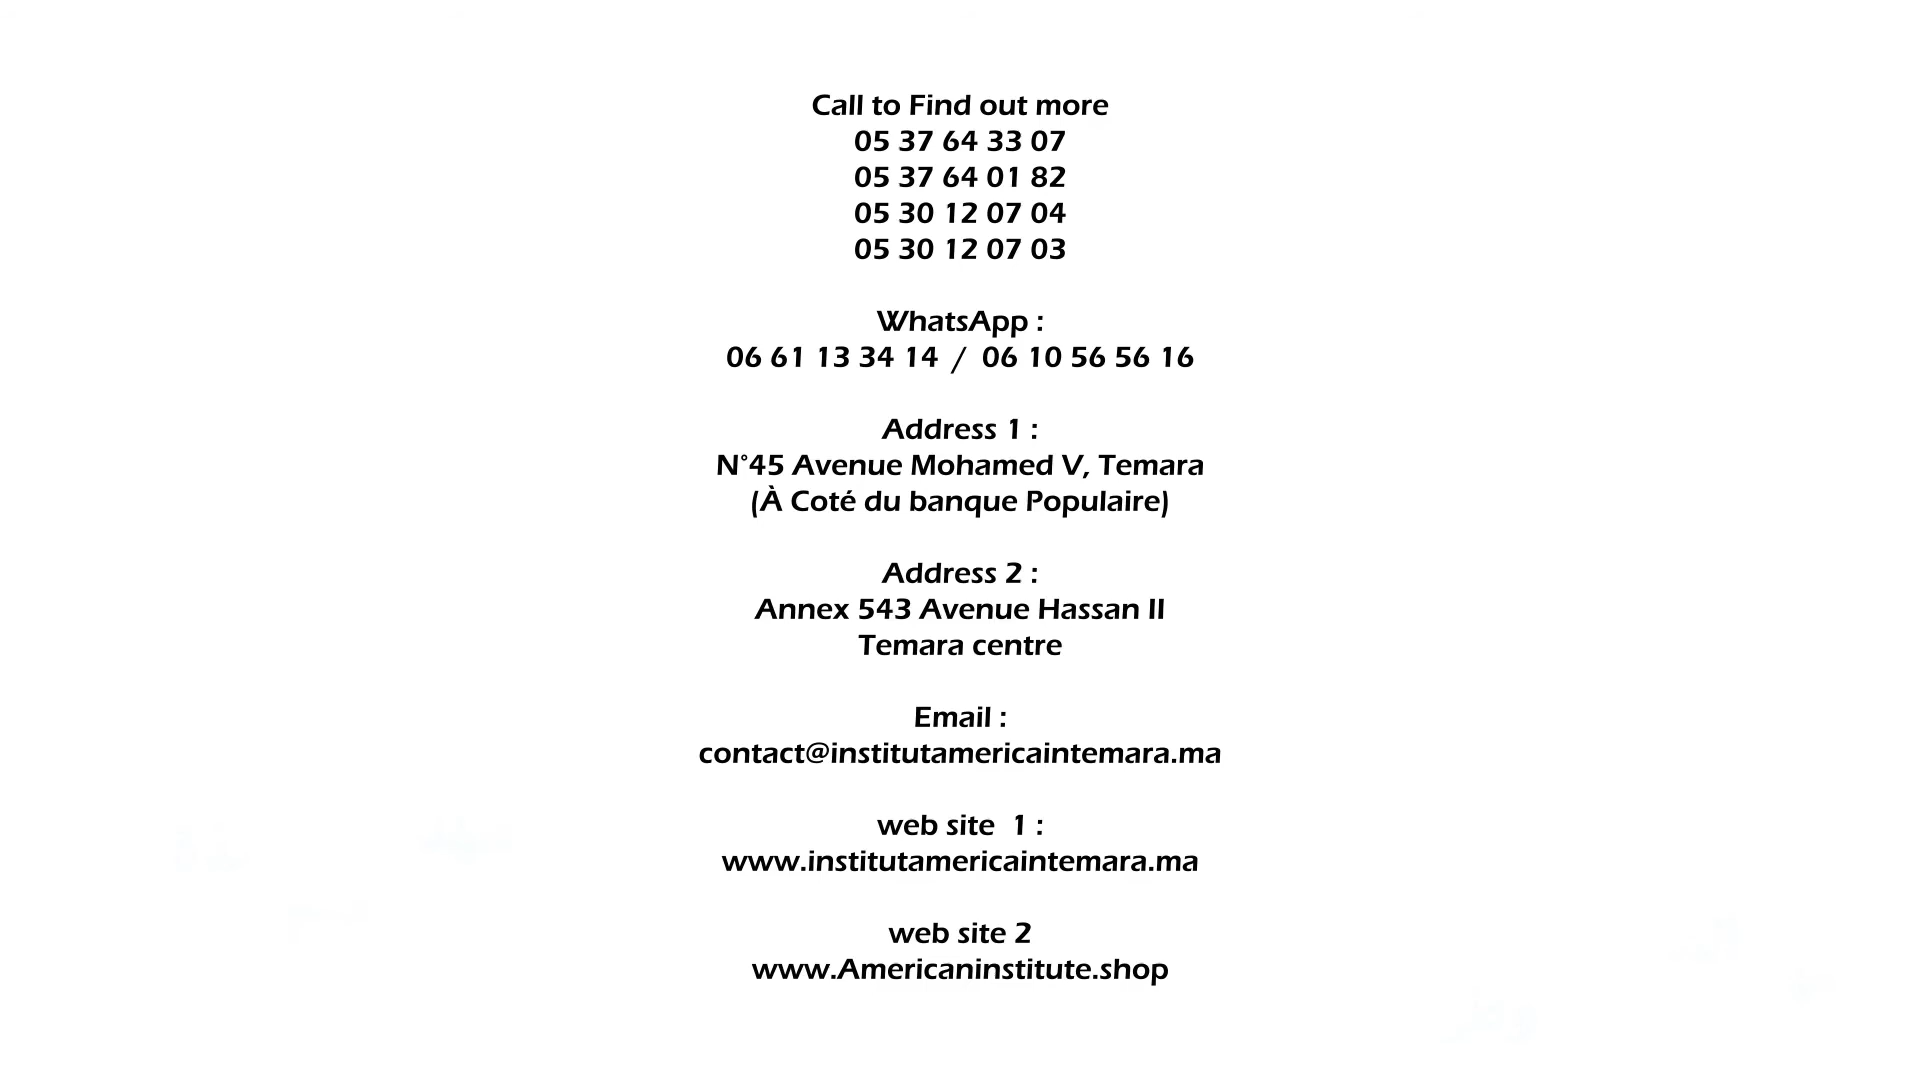 Call to Find out more
05 37 64 33 07
05 37 64 01 82
05 30 12 07 04
05 30 12 07 03
WhatsApp :
06 61 13 34 14 / 06 10 56 56 16
Address 1 :
N°45 Avenue Mohamed V, Temara
(À Coté du banque Populaire)
Address 2 :
Annex 543 Avenue Hassan II
Temara centre
Email :
contact@institutamericaintemara.ma
web site 1 :
www.institutamericaintemara.ma
web site 2
www.Americaninstitute.shop